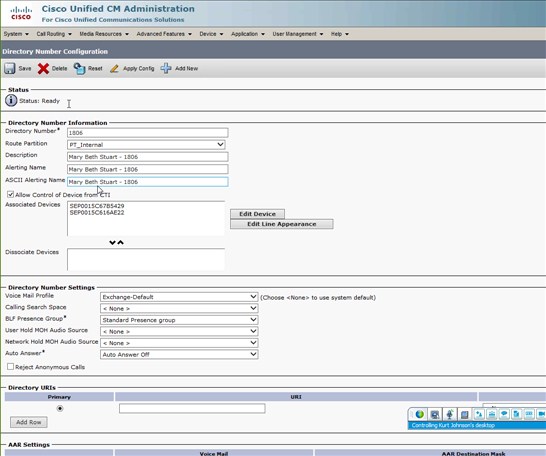 CISCO
Cisco Unified CM Administration
For Cisco Unified Communications Solutions
System Call Routing Media Resources Advanced Features Device Application User Management Help
Directory Number Configuration
Save Delete Reset Apply Config Add New
Status
Status: Ready
Directory Number Information
Directory Number* 1806
Route Partition PT_Internal
Description Mary Beth Stuart - 1806
Alerting Name Mary Beth Stuart - 1806
ASCII Alerting Name Mary Beth Stuart - 1806
Allow Control of Device from CTI
Associated Devices SEP0015C67B5429
SEP0015C616AE22
Edit Device
Edit Line Appearance
Dissociate Devices
Directory Number Settings
Voice Mail Profile Exchange-Default (Choose <None> to use system default)
Calling Search Space < None >
BLF Presence Group* Standard Presence group
User Hold MOH Audio Source < None >
Network Hold MOH Audio Source < None >
Auto Answer* Auto Answer Off
Reject Anonymous Calls
Directory URIs
Primary URI
Add Row
Controlling Kurt Johnson's desktop
AAR Settings
Voice Mail AAR Destination Mask